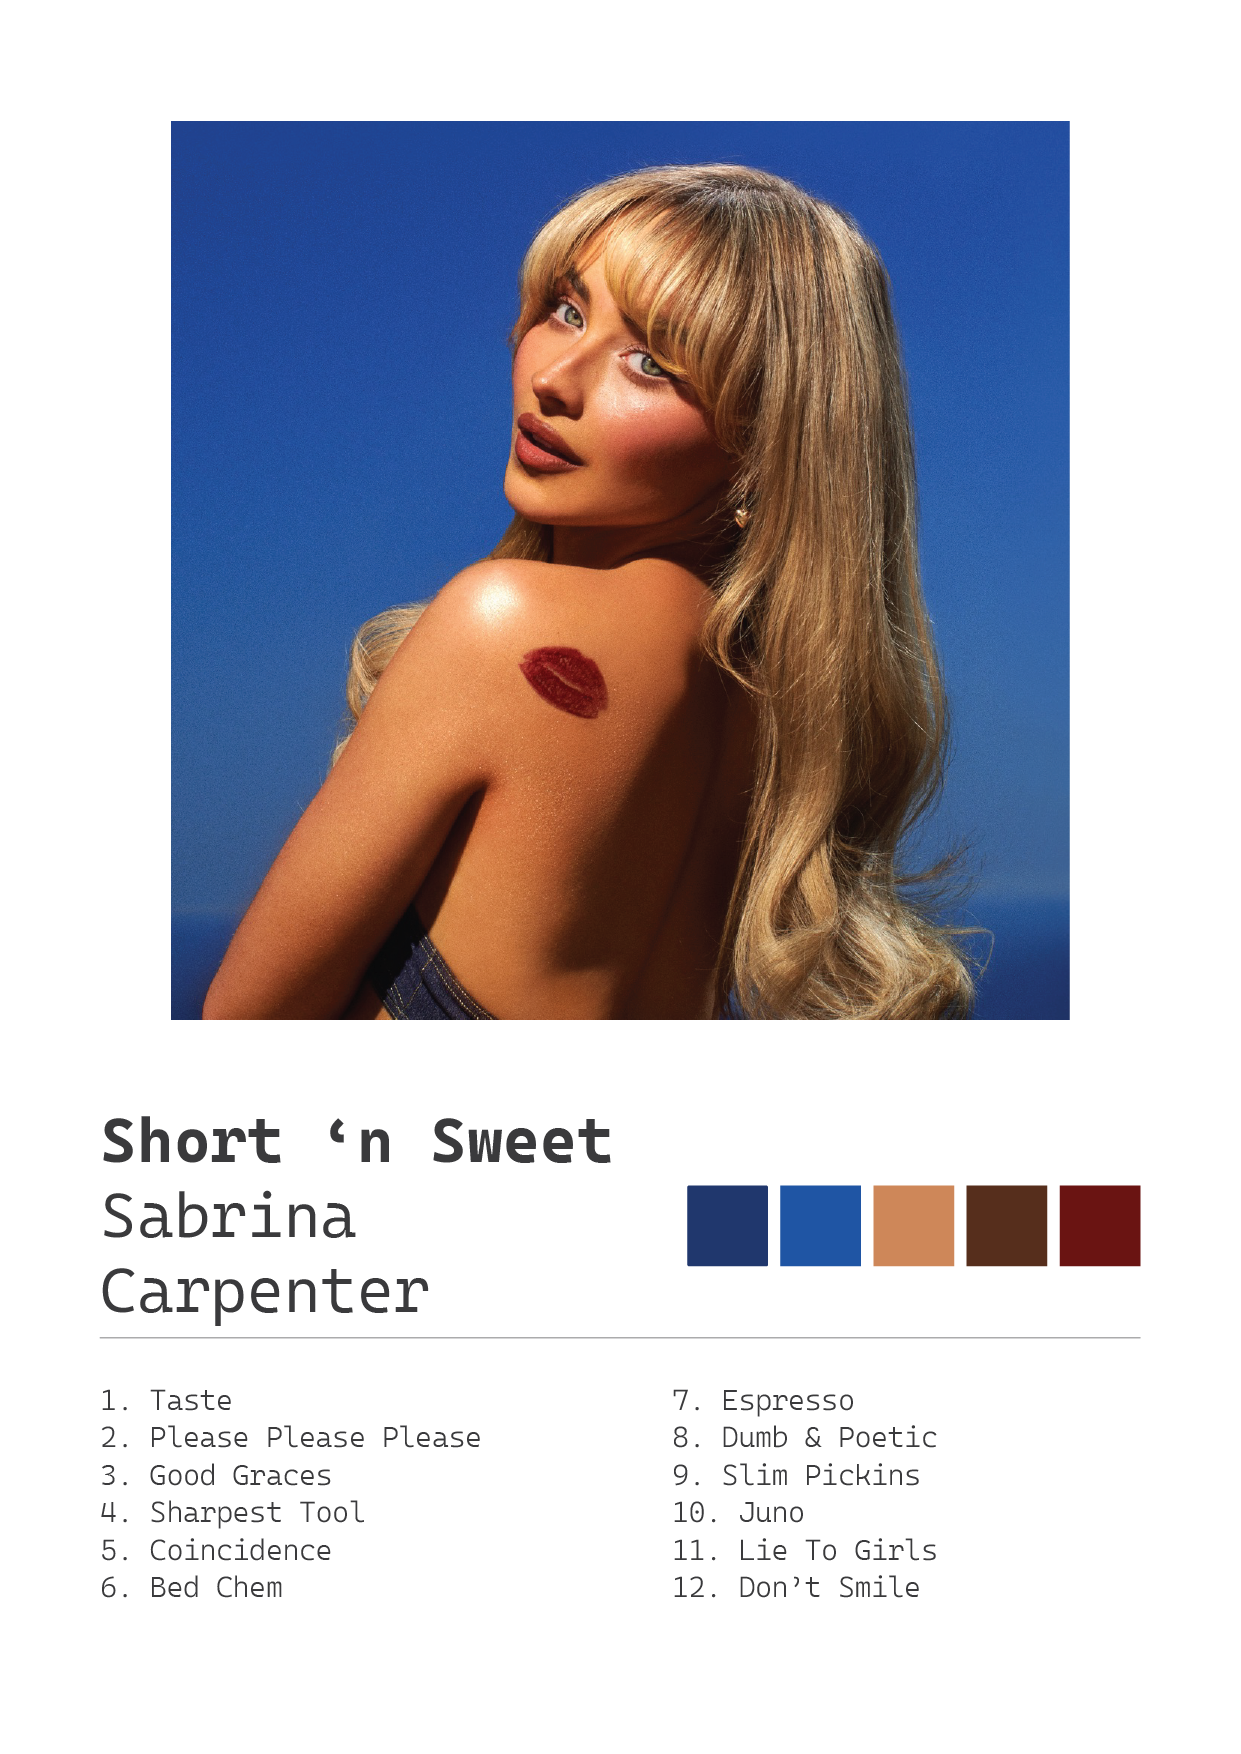 Short ‘n Sweet
Sabrina
Carpenter
1. Taste
2. Please Please Please
3. Good Graces
4. Sharpest Tool
5. Coincidence
6. Bed Chem
7. Espresso
8. Dumb & Poetic
9. Slim Pickins
10. Juno
11. Lie To Girls
12. Don’t Smile